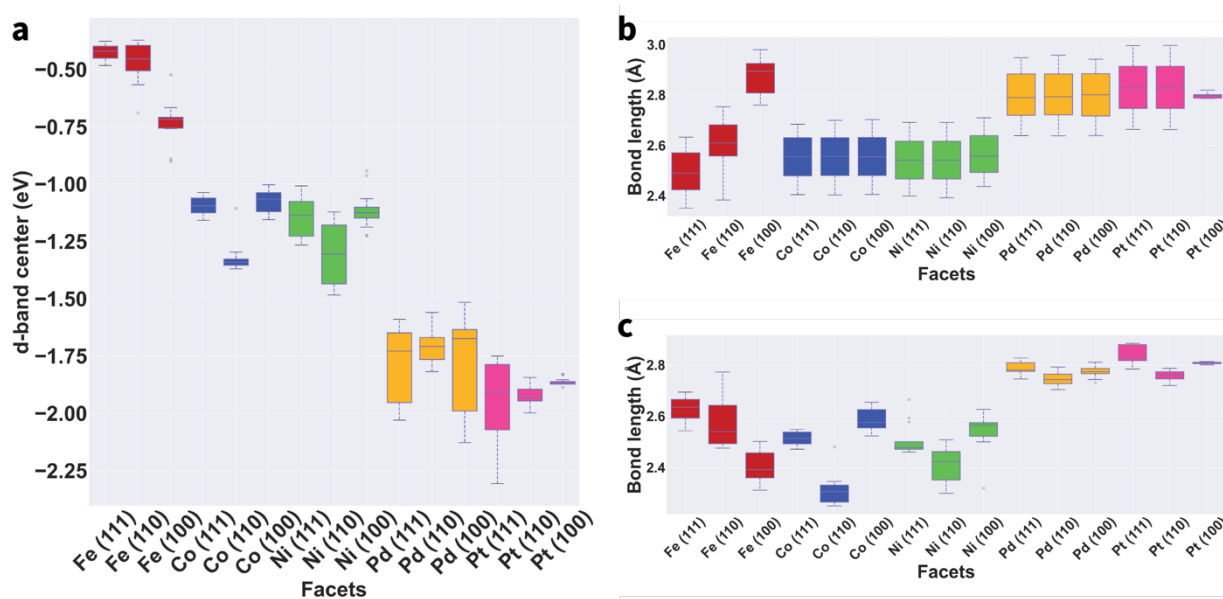 a
−0.50
−0.75
−1.00
−1.25
−1.50
−1.75
−2.00
−2.25
d-band center (eV)
Fe (111)
Fe (110)
Fe (100)
Co (111)
Co (110)
Co (100)
Ni (111)
Ni (110)
Ni (100)
Pd (111)
Pd (110)
Pd (100)
Pt (111)
Pt (110)
Pt (100)
Facets
b
3.0
2.8
2.6
2.4
Bond length (Å)
Fe (111)
Fe (110)
Fe (100)
Co (111)
Co (110)
Co (100)
Ni (111)
Ni (110)
Ni (100)
Pd (111)
Pd (110)
Pd (100)
Pt (111)
Pt (110)
Pt (100)
Facets
c
2.8
2.6
2.4
Bond length (Å)
Fe (111)
Fe (110)
Fe (100)
Co (111)
Co (110)
Co (100)
Ni (111)
Ni (110)
Ni (100)
Pd (111)
Pd (110)
Pd (100)
Pt (111)
Pt (110)
Pt (100)
Facets